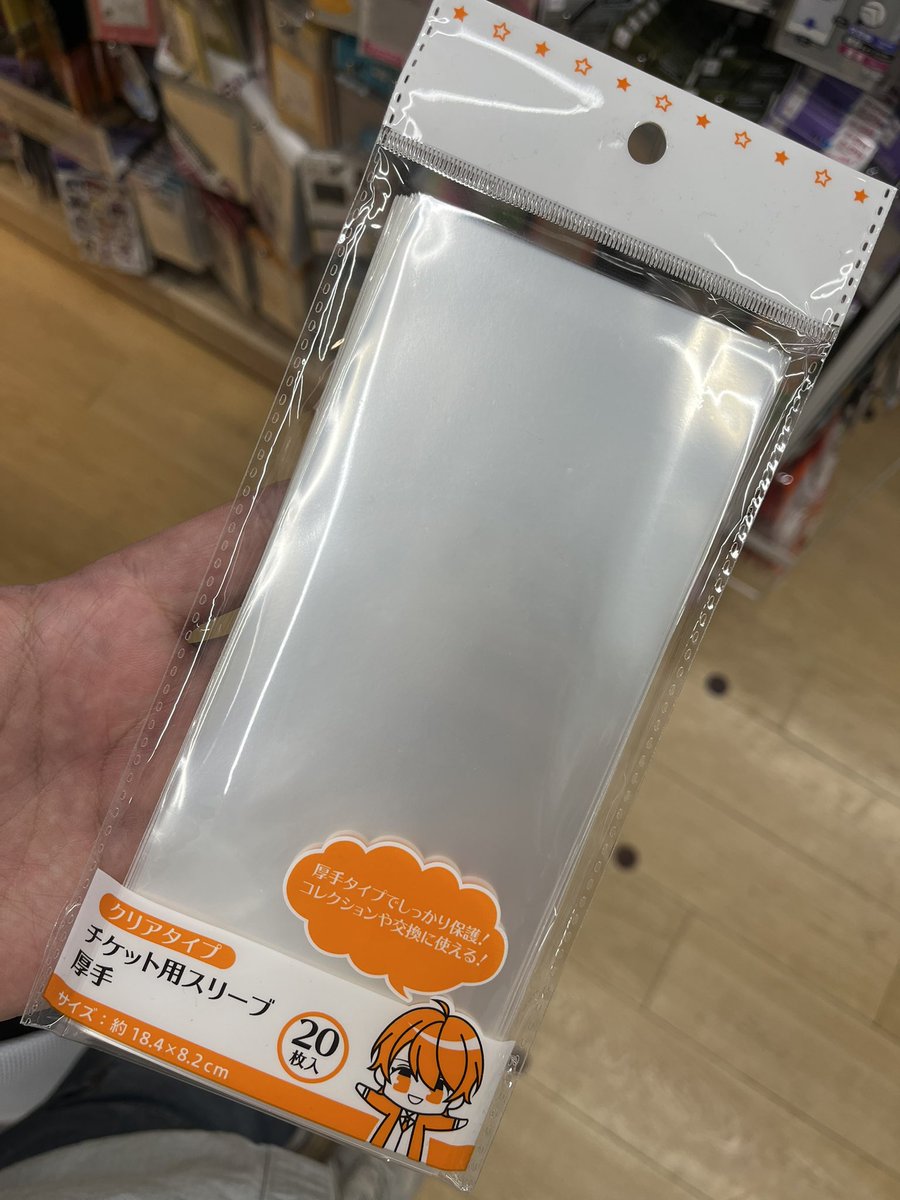 厚手タイプでしっかり保護!
コレクションや交換に使える!
クリアタイプ
チケット用スリーブ
厚手
20
枚入
サイズ:約18.4×8.2cm